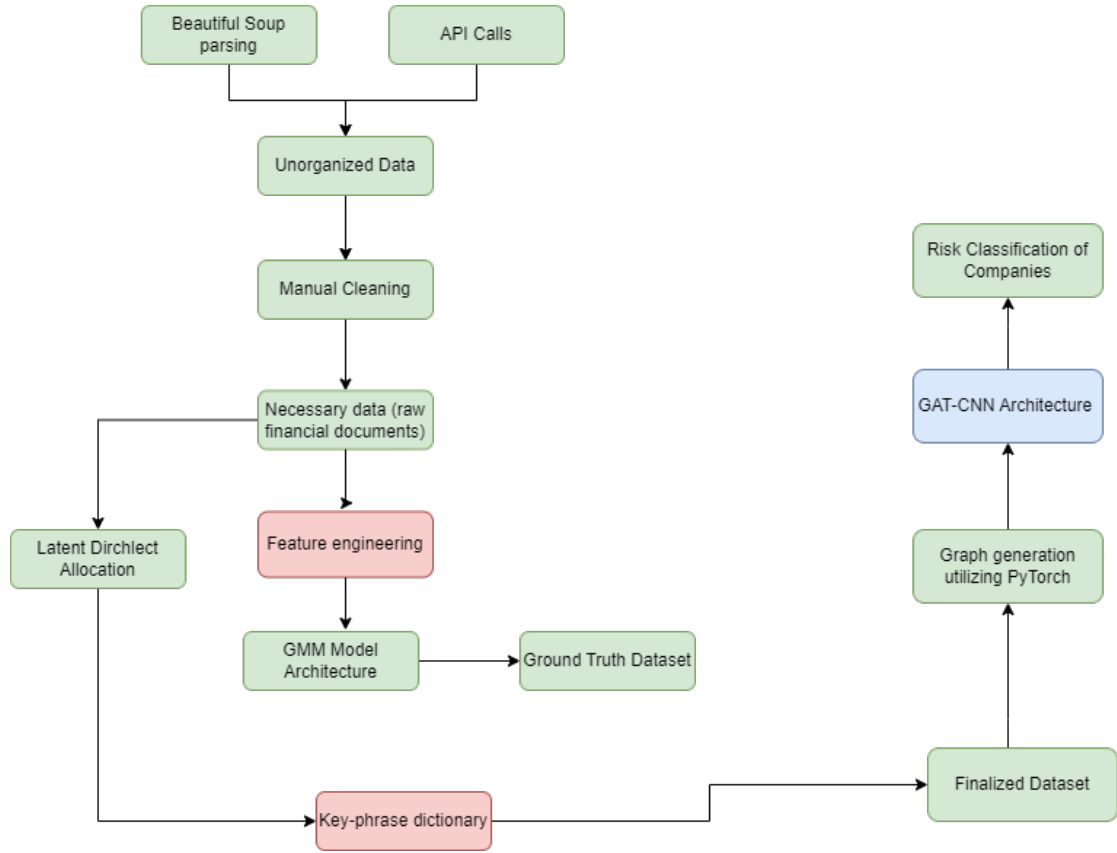 Beautiful Soup
parsing
API Calls
Unorganized Data
Manual Cleaning
Necessary data (raw
financial documents)
Latent Dirchlect
Allocation
Feature engineering
GMM Model
Architecture
Ground Truth Dataset
Key-phrase dictionary
Finalized Dataset
Graph generation
utilizing PyTorch
GAT-CNN Architecture
Risk Classification of
Companies